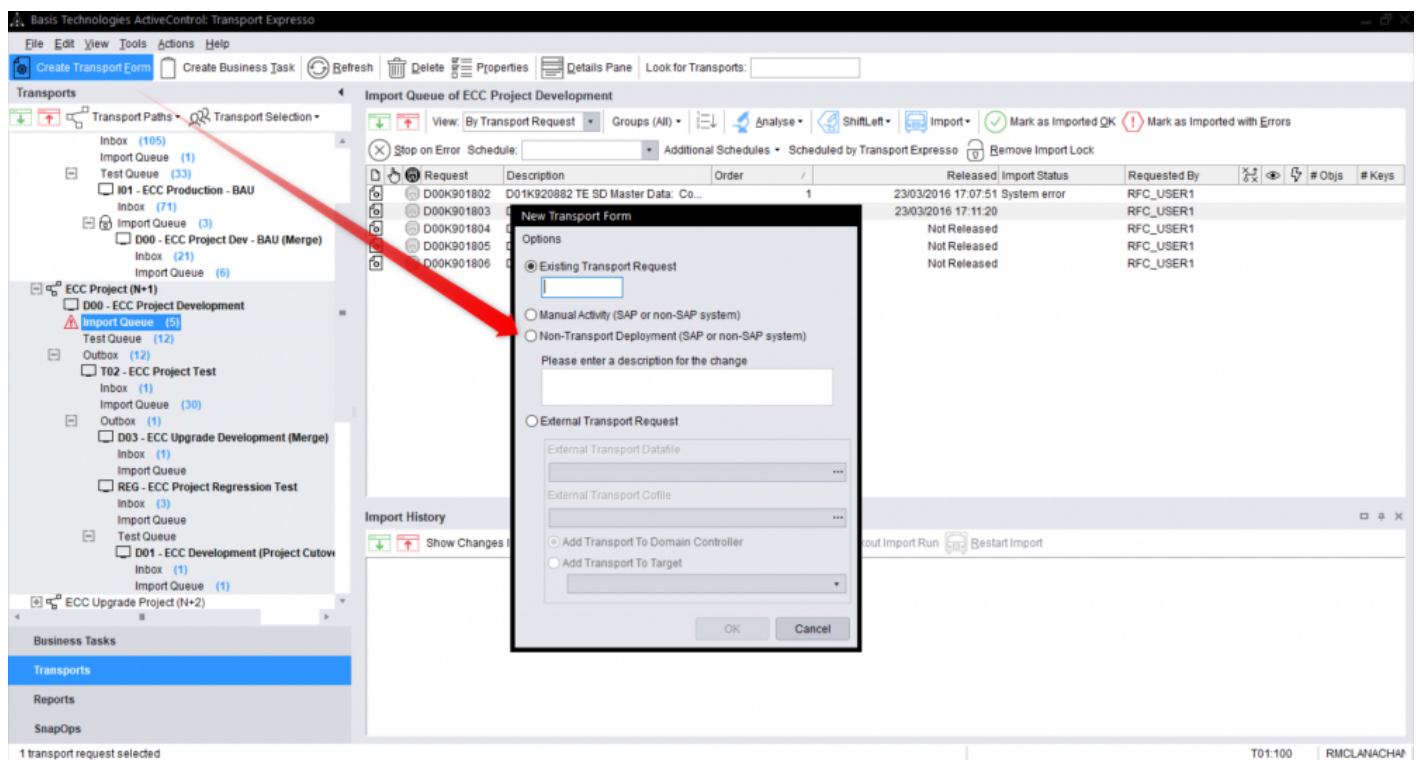 Basis Technologies ActiveControl: Transport Expresso
File Edit View Tools Actions Help
Create Transport Form Create Business Task Refresh Delete Properties Details Pane Look for Transports:
Transports
Transport Paths Transport Selection
Inbox (105)
Import Queue (1)
Test Queue (33)
I01 - ECC Production - BAU
Inbox (71)
Import Queue (3)
D00 - ECC Project Dev - BAU (Merge)
Inbox (21)
Import Queue (6)
ECC Project (N+1)
D00 - ECC Project Development
Import Queue (5)
Test Queue (12)
Outbox (12)
T02 - ECC Project Test
Inbox (1)
Import Queue (30)
Outbox (1)
D03 - ECC Upgrade Development (Merge)
Inbox (1)
Import Queue
REG - ECC Project Regression Test
Inbox (3)
Import Queue
Test Queue
D01 - ECC Development (Project Cutove
Inbox (1)
Import Queue (1)
ECC Upgrade Project (N+2)
Business Tasks
Transports
Reports
SnapOps
Import Queue of ECC Project Development
View: By Transport Request Groups (All) Analyse ShiftLeft Import Mark as Imported OK Mark as Imported with Errors
Stop on Error Schedule: Additional Schedules Scheduled by Transport Expresso Remove Import Lock
Request Description Order / Released Import Status Requested By # Objs # Keys
D00K901802 D01K920882 TE SD Master Data: Co... 1 23/03/2016 17:07:51 System error RFC_USER1
D00K901803 23/03/2016 17:11:20 RFC_USER1
D00K901804 Not Released RFC_USER1
D00K901805 Not Released RFC_USER1
D00K901806 Not Released RFC_USER1
New Transport Form
Options
Existing Transport Request
Manual Activity (SAP or non-SAP system)
Non-Transport Deployment (SAP or non-SAP system)
Please enter a description for the change
External Transport Request
External Transport Datafile
...
External Transport Cofile
...
Add Transport To Domain Controller
Add Transport To Target
OK Cancel
Import History
Show Changes out Import Run Restart Import
1 transport request selected T01:100 RMCLANACHAN